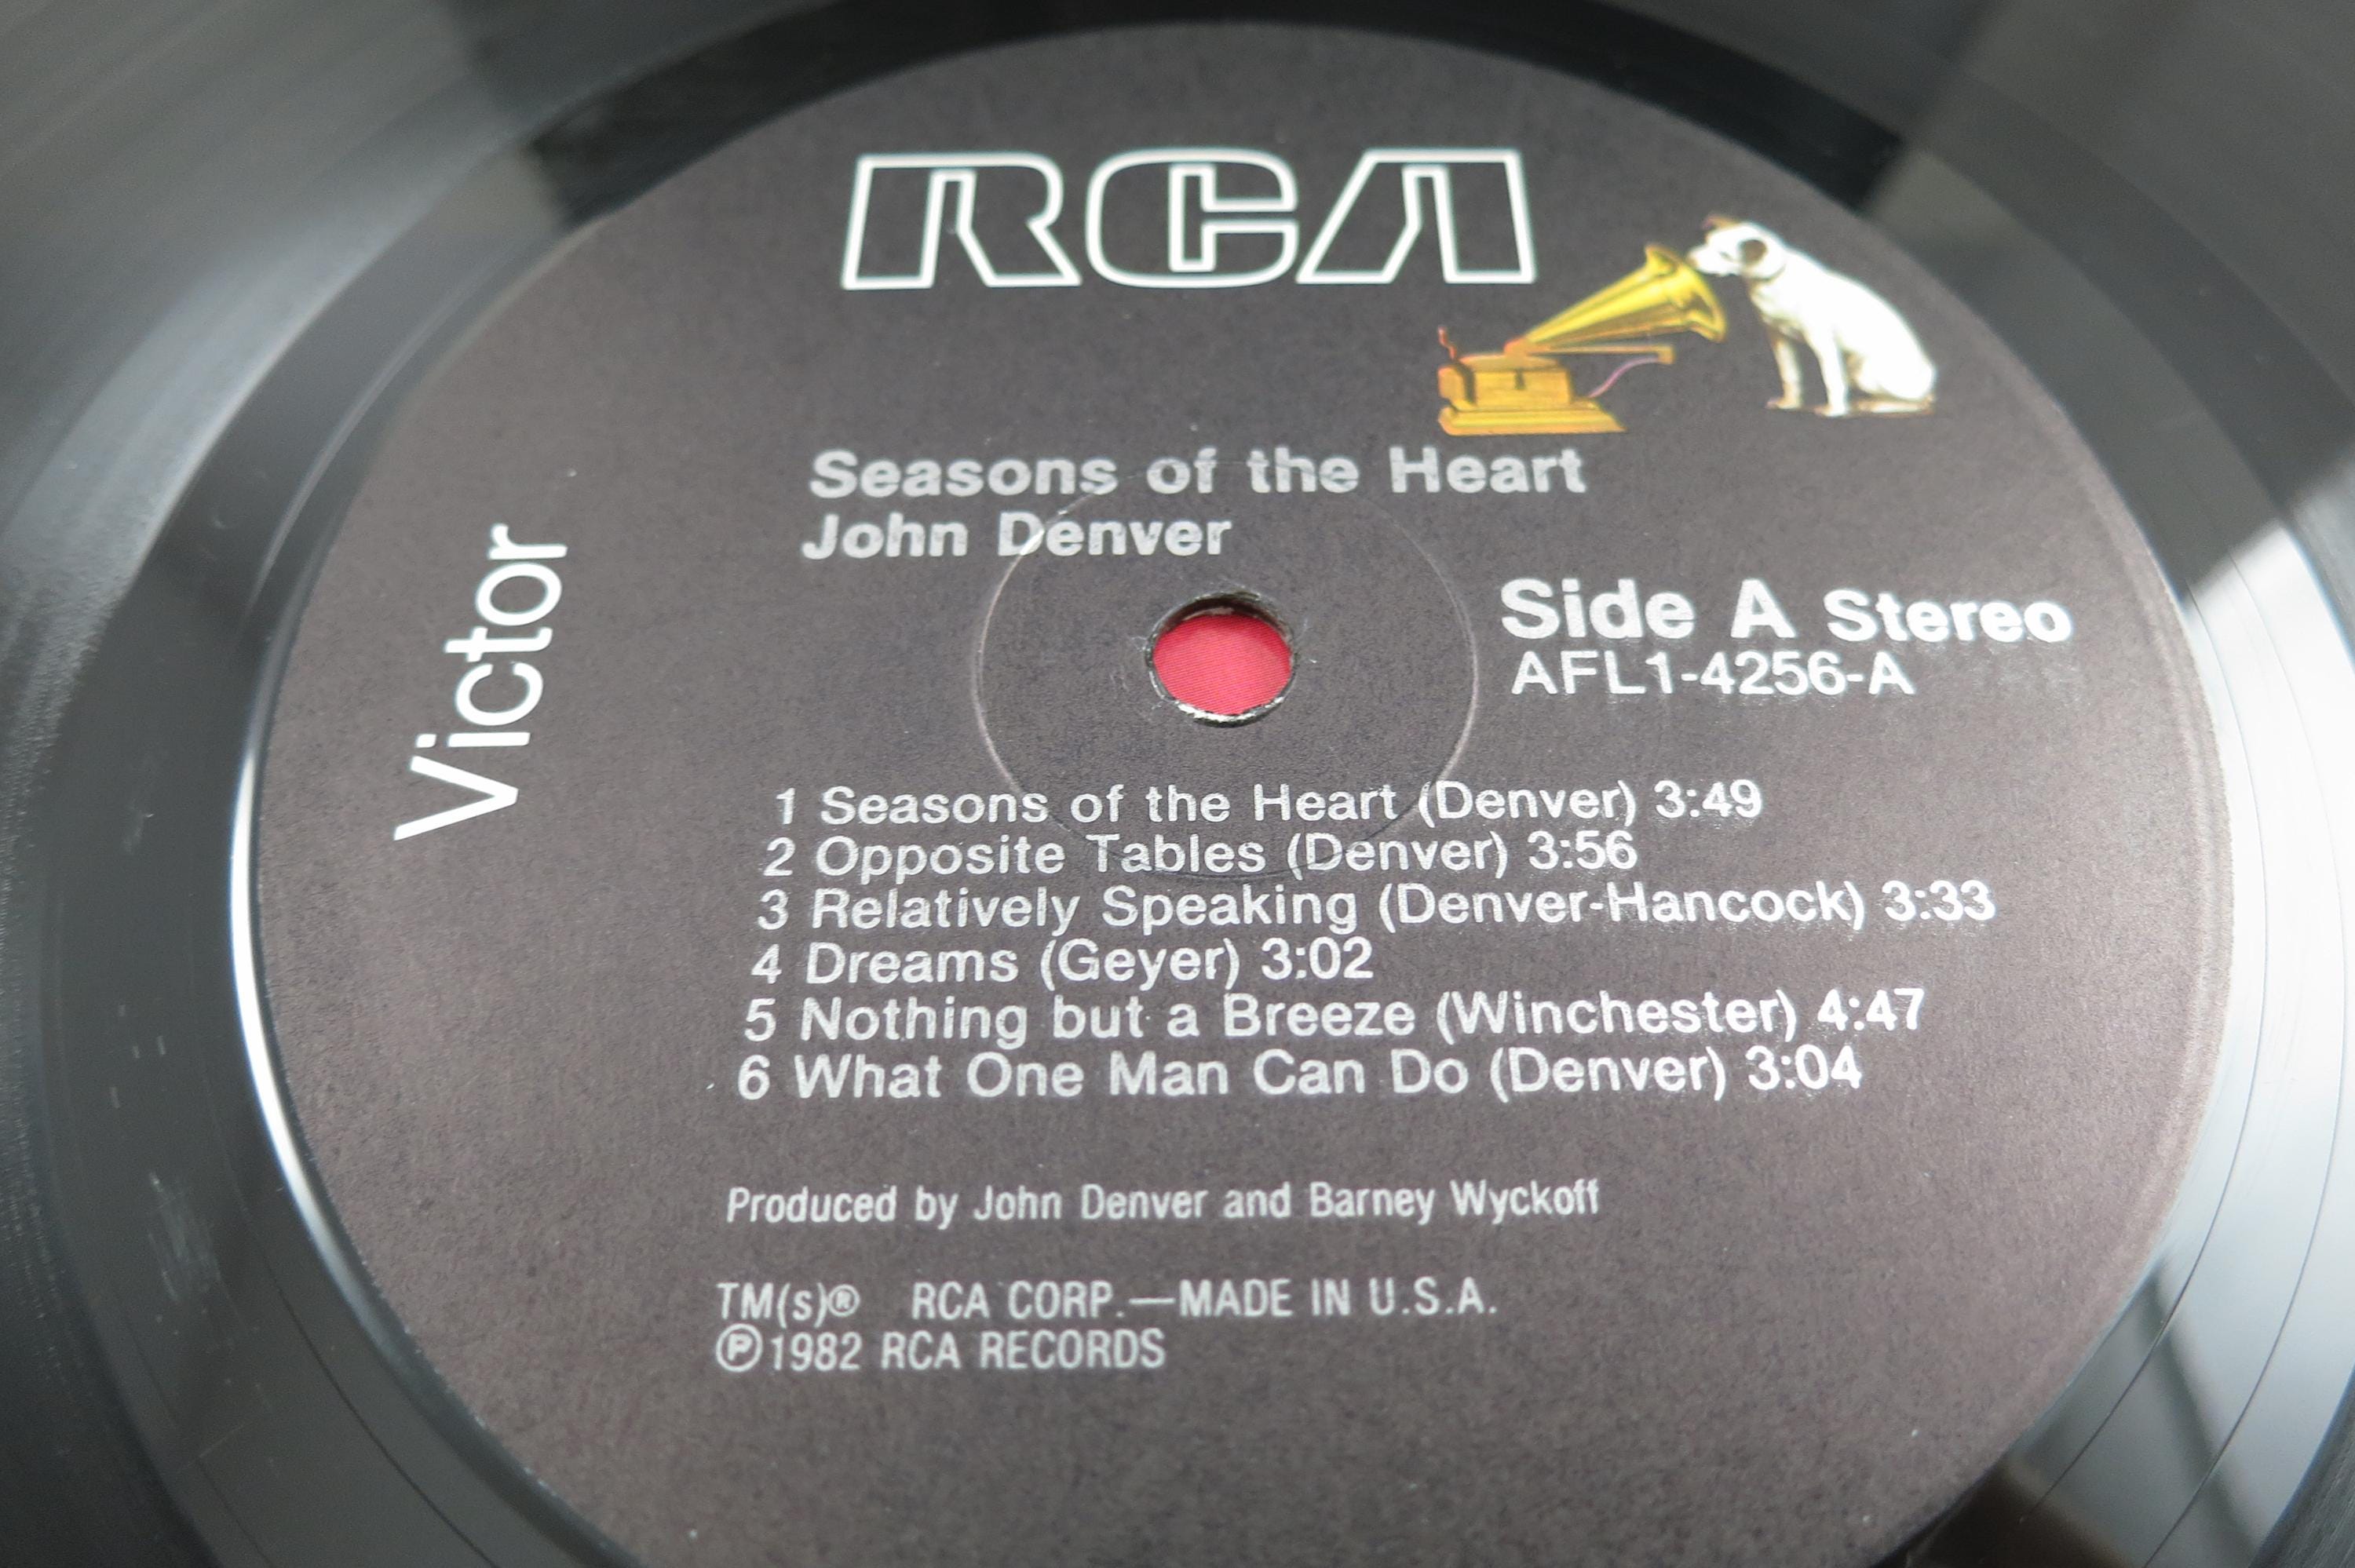 RCA
Seasons of the Heart
John Denver
Victor
Side A Stereo
AFL1-4256-A
1 Seasons of the Heart (Denver) 3:49
2 Opposite Tables (Denver) 3:56
3 Relatively Speaking (Denver-Hancock) 3:33
4 Dreams (Geyer) 3:02
5 Nothing but a Breeze (Winchester) 4:47
6 What One Man Can Do (Denver) 3:04
Produced by John Denver and Barney Wyckoff
TM(s)® RCA CORP.—MADE IN U.S.A.
℗1982 RCA RECORDS